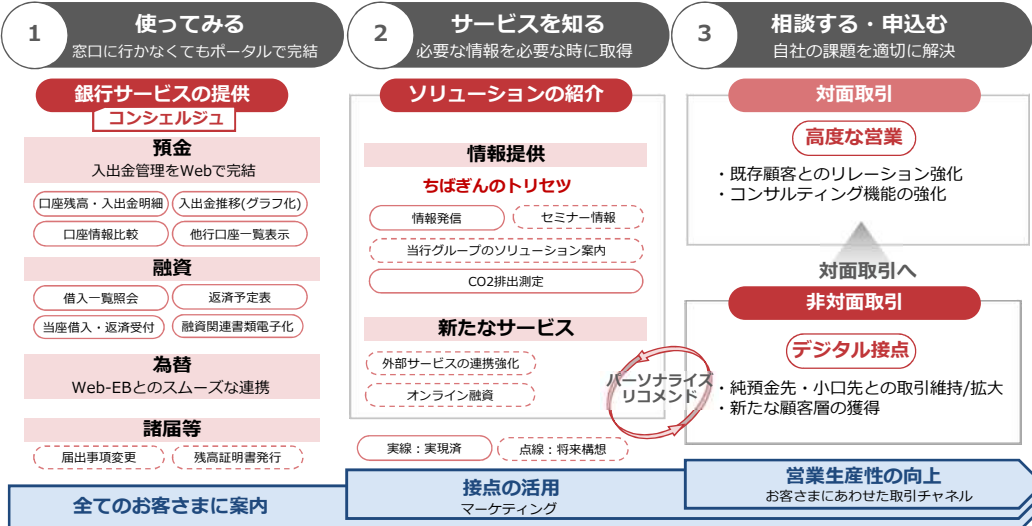 1
使ってみる
窓口に行かなくてもポータルで完結
銀行サービスの提供
コンシェルジュ
預金
入出金管理をWebで完結
口座残高・入出金明細
入出金推移(グラフ化)
口座情報比較
他行口座一覧表示
融資
借入一覧照会
返済予定表
当座借入・返済受付
融資関連書類電子化
為替
Web-EBとのスムーズな連携
諸届等
届出事項変更
残高証明書発行
全てのお客さまに案内
2
サービスを知る
必要な情報を必要な時に取得
ソリューションの紹介
情報提供
ちばぎんのトリセツ
情報発信
セミナー情報
当行グループのソリューション案内
CO2排出測定
新たなサービス
外部サービスの連携強化
オンライン融資
実線：実現済
点線：将来構想
接点の活用
マーケティング
パーソナライズ
リコメンド
3
相談する・申込む
自社の課題を適切に解決
対面取引
高度な営業
・既存顧客とのリレーション強化
・コンサルティング機能の強化
対面取引へ
非対面取引
デジタル接点
・純預金先・小口先との取引維持/拡大
・新たな顧客層の獲得
営業生産性の向上
お客さまにあわせた取引チャネル